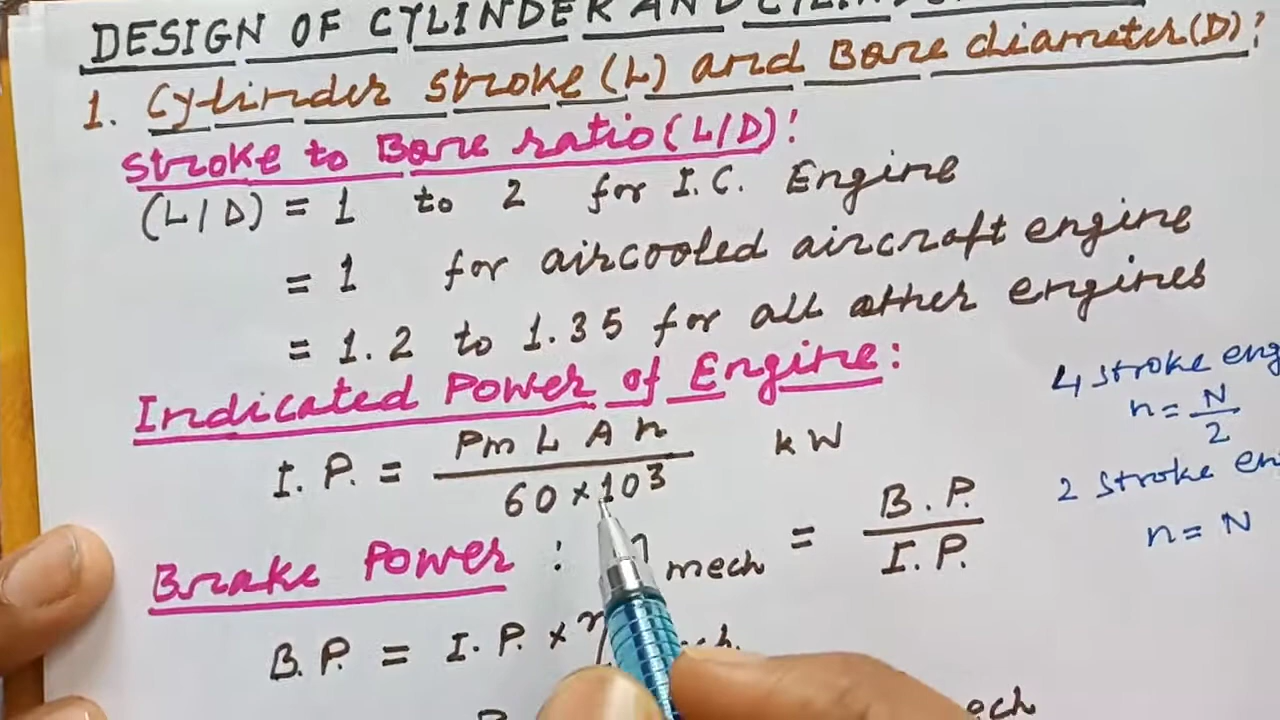 DESIGN OF CYLINDER AND
1. Cylinder stroke (L) and Bore diameter(D):
Stroke to Bore ratio (L/D):
(L/D) = 1 to 2 for I.C. Engine
= 1 for aircooled aircraft engine
= 1.2 to 1.35 for all other engines
Indicated Power of Engine:
4 stroke eng
n = N/2
I.P. = Pm L A n / 60 × 10³ kW
2 stroke en
n = N
Brake Power : η mech = B.P. / I.P.
B.P. = I.P. × η